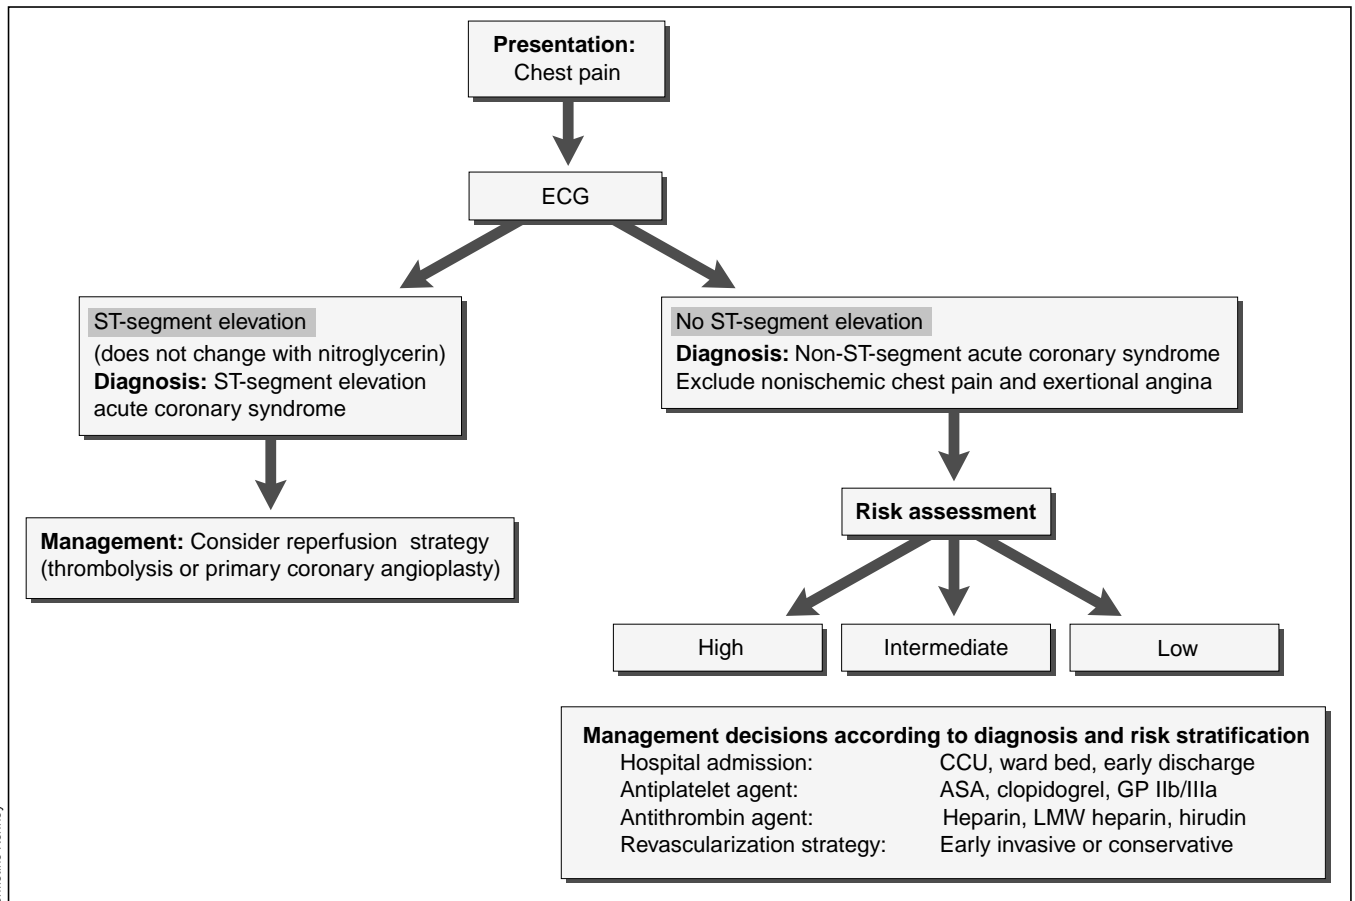 Presentation:
Chest pain
ECG
ST-segment elevation
(does not change with nitroglycerin)
Diagnosis: ST-segment elevation
acute coronary syndrome
No ST-segment elevation
Diagnosis: Non-ST-segment acute coronary syndrome
Exclude nonischemic chest pain and exertional angina
Management: Consider reperfusion strategy
(thrombolysis or primary coronary angioplasty)
Risk assessment
High
Intermediate
Low
Management decisions according to diagnosis and risk stratification
Hospital admission: CCU, ward bed, early discharge
Antiplatelet agent: ASA, clopidogrel, GP IIb/IIIa
Antithrombin agent: Heparin, LMW heparin, hirudin
Revascularization strategy: Early invasive or conservative